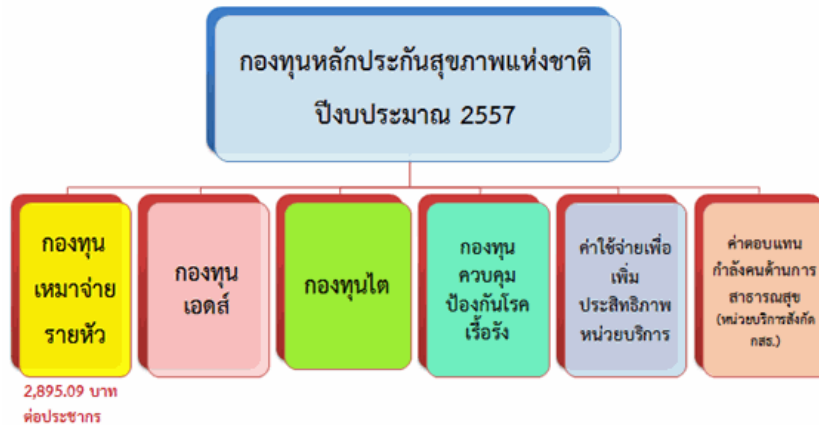 กองทุนหลักประกันสุขภาพแห่งชาติ
ปีงบประมาณ 2557
กองทุน
เหมาจ่าย
รายหัว
2,895.09 บาท
ต่อประชากร
กองทุน
เอดส์
กองทุนไต
กองทุน
ควบคุม
ป้องกันโรค
เรื้อรัง
ค่าใช้จ่ายเพื่อ
เพิ่ม
ประสิทธิภาพ
หน่วยบริการ
ค่าตอบแทน
กำลังคนด้านการ
สาธารณสุข
(หน่วยบริการสังกัด
กสธ.)